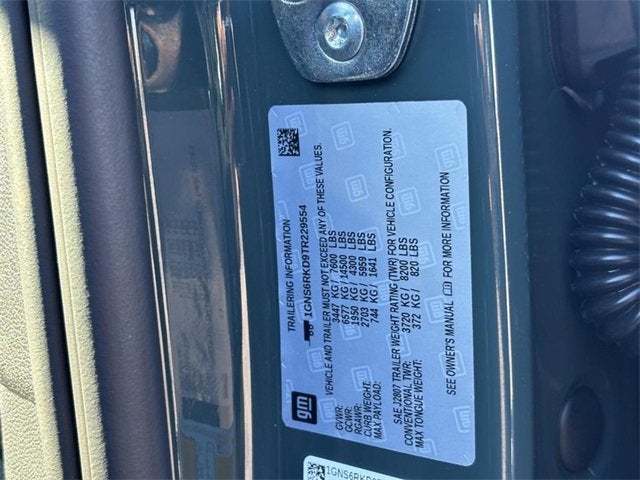 gm
TRAILERING INFORMATION
1GNS6RKD9TR229554
VEHICLE AND TRAILER MUST NOT EXCEED ANY OF THESE VALUES.
GVWR: 3447 KG / 7600 LBS
GCWR: 6577 KG / 14500 LBS
RGAWR: 1950 KG / 4300 LBS
CURB WEIGHT: 2703 KG / 5959 LBS
MAX PAYLOAD: 744 KG / 1641 LBS
SAE J2807 TRAILER WEIGHT RATING (TWR) FOR VEHICLE CONFIGURATION.
CONVENTIONAL TWR: 3720 KG / 8200 LBS
MAX TONGUE WEIGHT: 372 KG / 820 LBS
SEE OWNER'S MANUAL FOR MORE INFORMATION